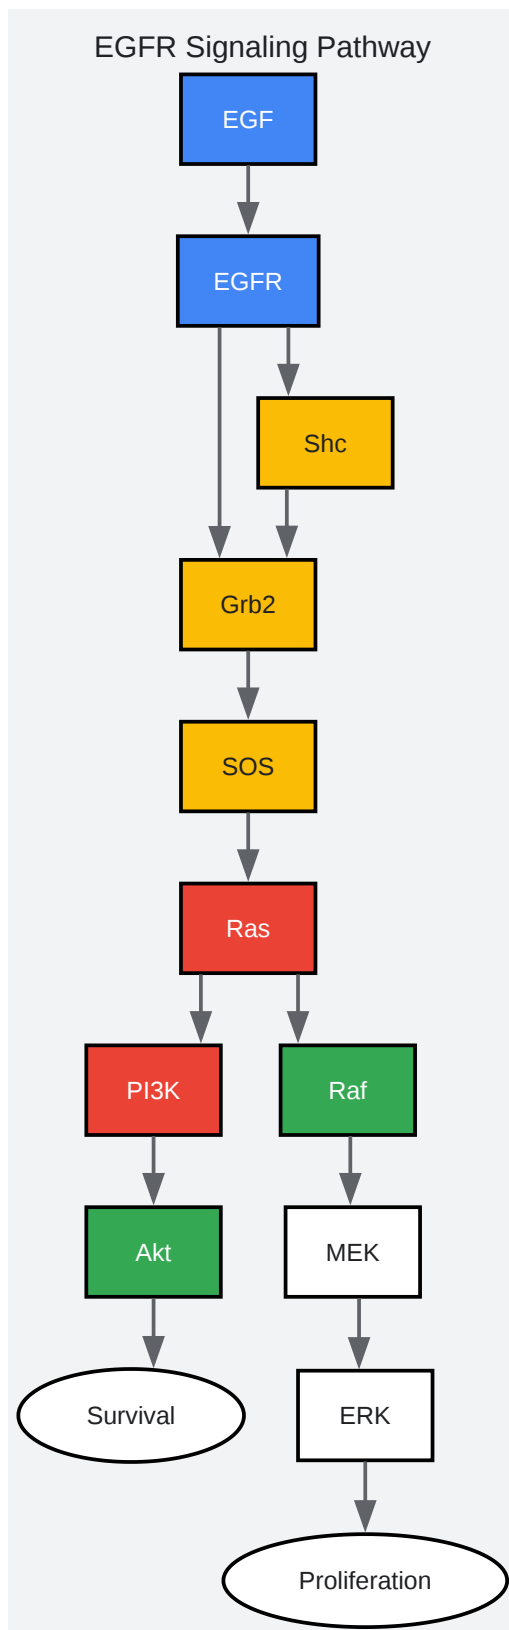 EGFR Signaling Pathway
EGF
EGFR
Shc
Grb2
SOS
Ras
PI3K
Raf
Akt
MEK
Survival
ERK
Proliferation